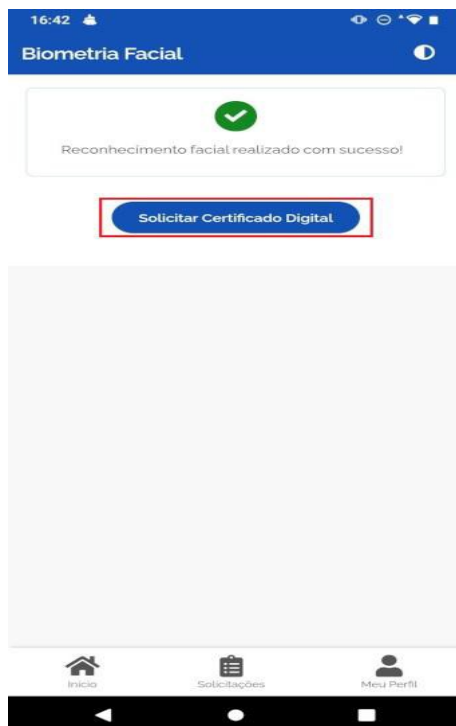 16:42
Biometria Facial
Reconhecimento facial realizado com sucesso!
Solicitar Certificado Digital
Início
Solicitações
Meu Perfil